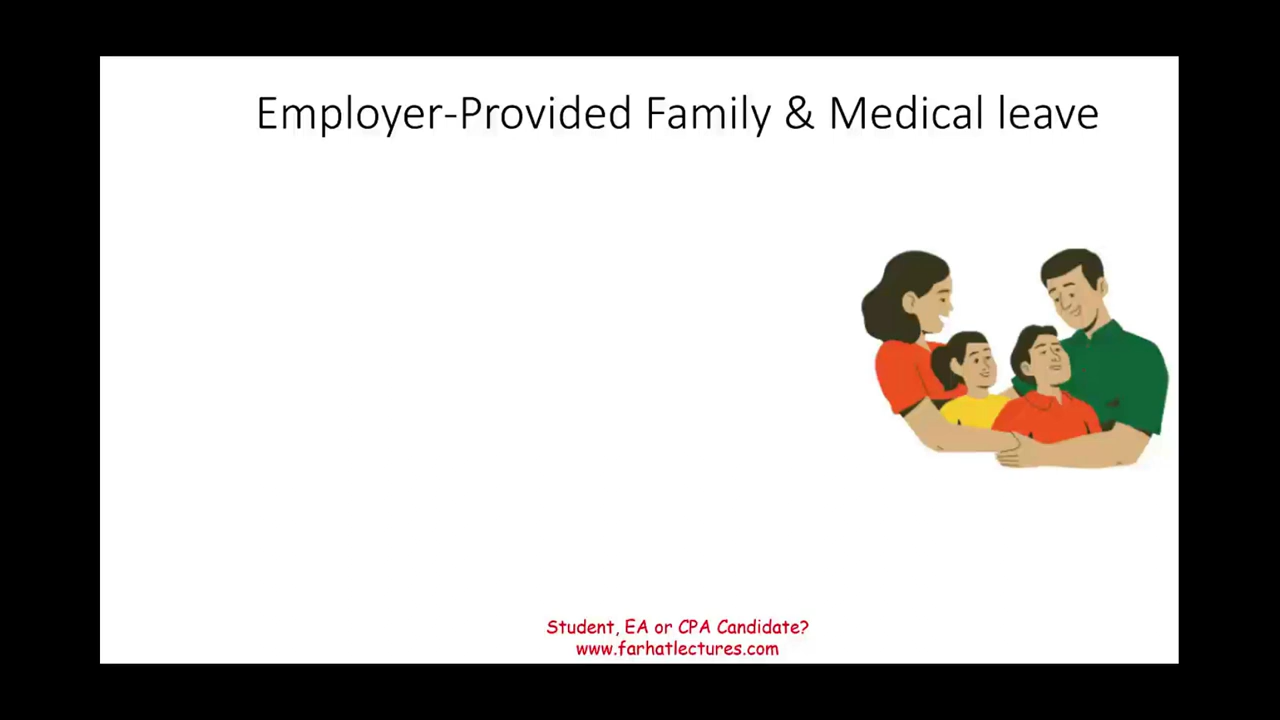 Employer-Provided Family & Medical leave
Student, EA or CPA Candidate?
www.farhatlectures.com